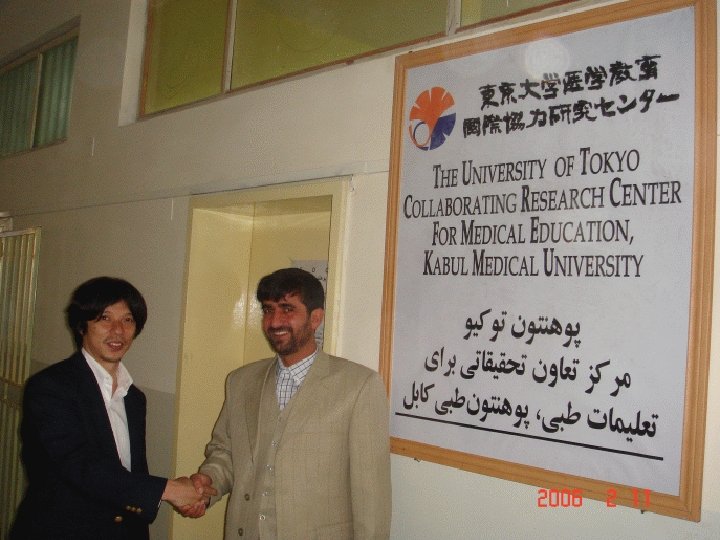 東京大学医学教育
国際協力研究センター
THE UNIVERSITY OF TOKYO
COLLABORATING RESEARCH CENTER
FOR MEDICAL EDUCATION,
KABUL MEDICAL UNIVERSITY
پوهنتون توکیو
مرکز تعاون تحقیقاتی برای
تعلیمات طبی، پوهنتون طبی کابل
2006 2 11